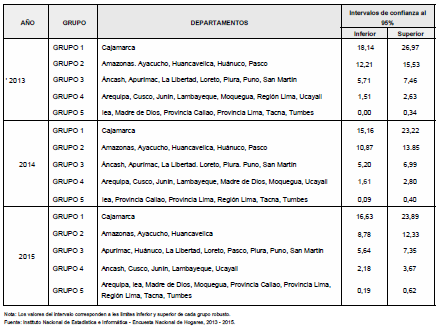 AÑO GRUPO DEPARTAMENTOS Intervalos de confianza al 95%
Inferior Superior
' 2013
GRUPO 1 Cajamarca 18,14 26,97
GRUPO 2 Amazonas. Ayacucho, Huancavelica, Huánuco, Pasco 12,21 15,53
GRUPO 3 Áncash, Apurímac, La Libertad, Loreto, Piura, Puno, San Martín 5,71 7,46
GRUPO 4 Arequipa, Cusco, Junín, Lambayeque, Moquegua, Región Lima, Ucayali 1,51 2,63
GRUPO 5 Iea, Madre de Dios, Provincia Callao, Provincia Lima, Tacna, Tumbes 0,00 0,34
2014
GRUPO 1 Cajamarca 15,16 23,22
GRUPO 2 Amazonas, Ayacucho, Huancavelica, Huánuco, Pasco 10,87 13.85
GRUPO 3 Áncash, Apurímac, La Libertad. Loreto, Piura, Puno, San Martín 5,20 6,99
GRUPO 4 Arequipa, Cusco, Junín, Lambayeque, Madre de Dios, Moquegua, Ucayali 1,61 2,80
GRUPO 5 Iea, Provincia Callao, Provincia Lima, Región Lima, Tacna, Tumbes 0,09 0,40
2015
GRUPO 1 Cajamarca 16,63 23,89
GRUPO 2 Amazonas, Ayacucho, Huancavelica 8,78 12,33
GRUPO 3 Apurímac, Huánuco, La Libertad, Loreto, Pasco, Piura, Puno, San Martín 5,64 7,35
GRUPO 4 Ancash, Cusco, Junín, Lambayeque, Ucayali 2,18 3,67
GRUPO 5 Arequipa, Iea, Madre de Dios, Moquegua, Provincia Callao, Provincia Lima, Región Lima, Tacna, Tumbes 0,19 0,62
Nota: Los valores del Intervalo corresponden a los límites inferior y superior de cada grupo robusto.
Fuente: Instituto Nacional de Estadística e Informática - Encuesta Nacional de Hogares, 2013 - 2015.